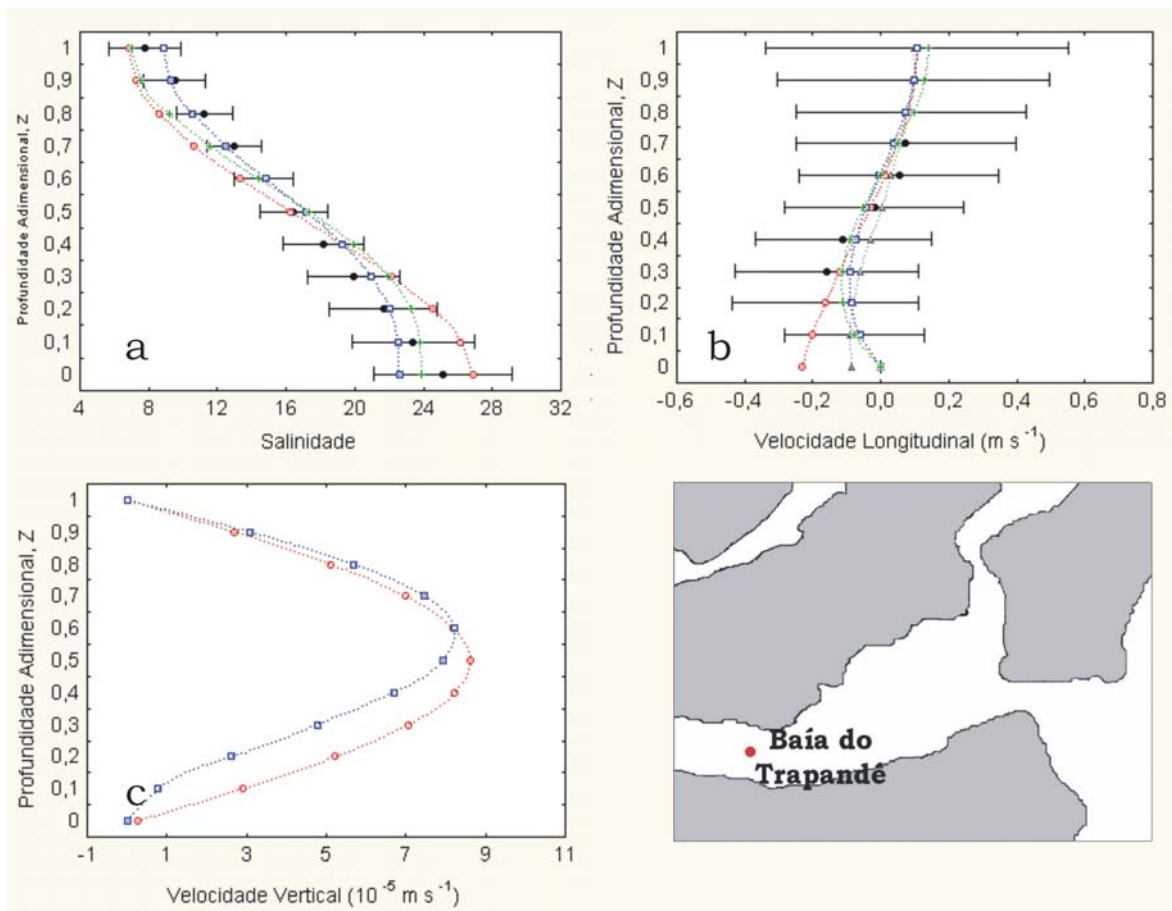 Profundidade Adimensional, Z
1
0,9
0,8
0,7
0,6
0,5
0,4
0,3
0,2
0,1
0
a
4 8 12 16 20 24 28 32
Salinidade
Profundidade Adimensional, Z
1
0,9
0,8
0,7
0,6
0,5
0,4
0,3
0,2
0,1
0
b
-0,6 -0,4 -0,2 0,0 0,2 0,4 0,6 0,8
Velocidade Longitudinal (m s -1)
Profundidade Adimensional, Z
1
0,9
0,8
0,7
0,6
0,5
0,4
0,3
0,2
0,1
0
c
-1 1 3 5 7 9 11
Velocidade Vertical (10 -5 m s -1)
Baía do
Trapandé